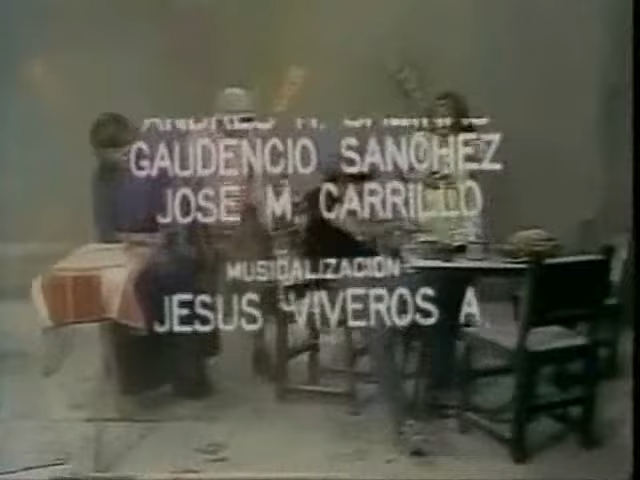 GAUDENCIO SANCHEZ
JOSE M. CARRILLO
MUSICALIZACION
JESUS VIVEROS A.